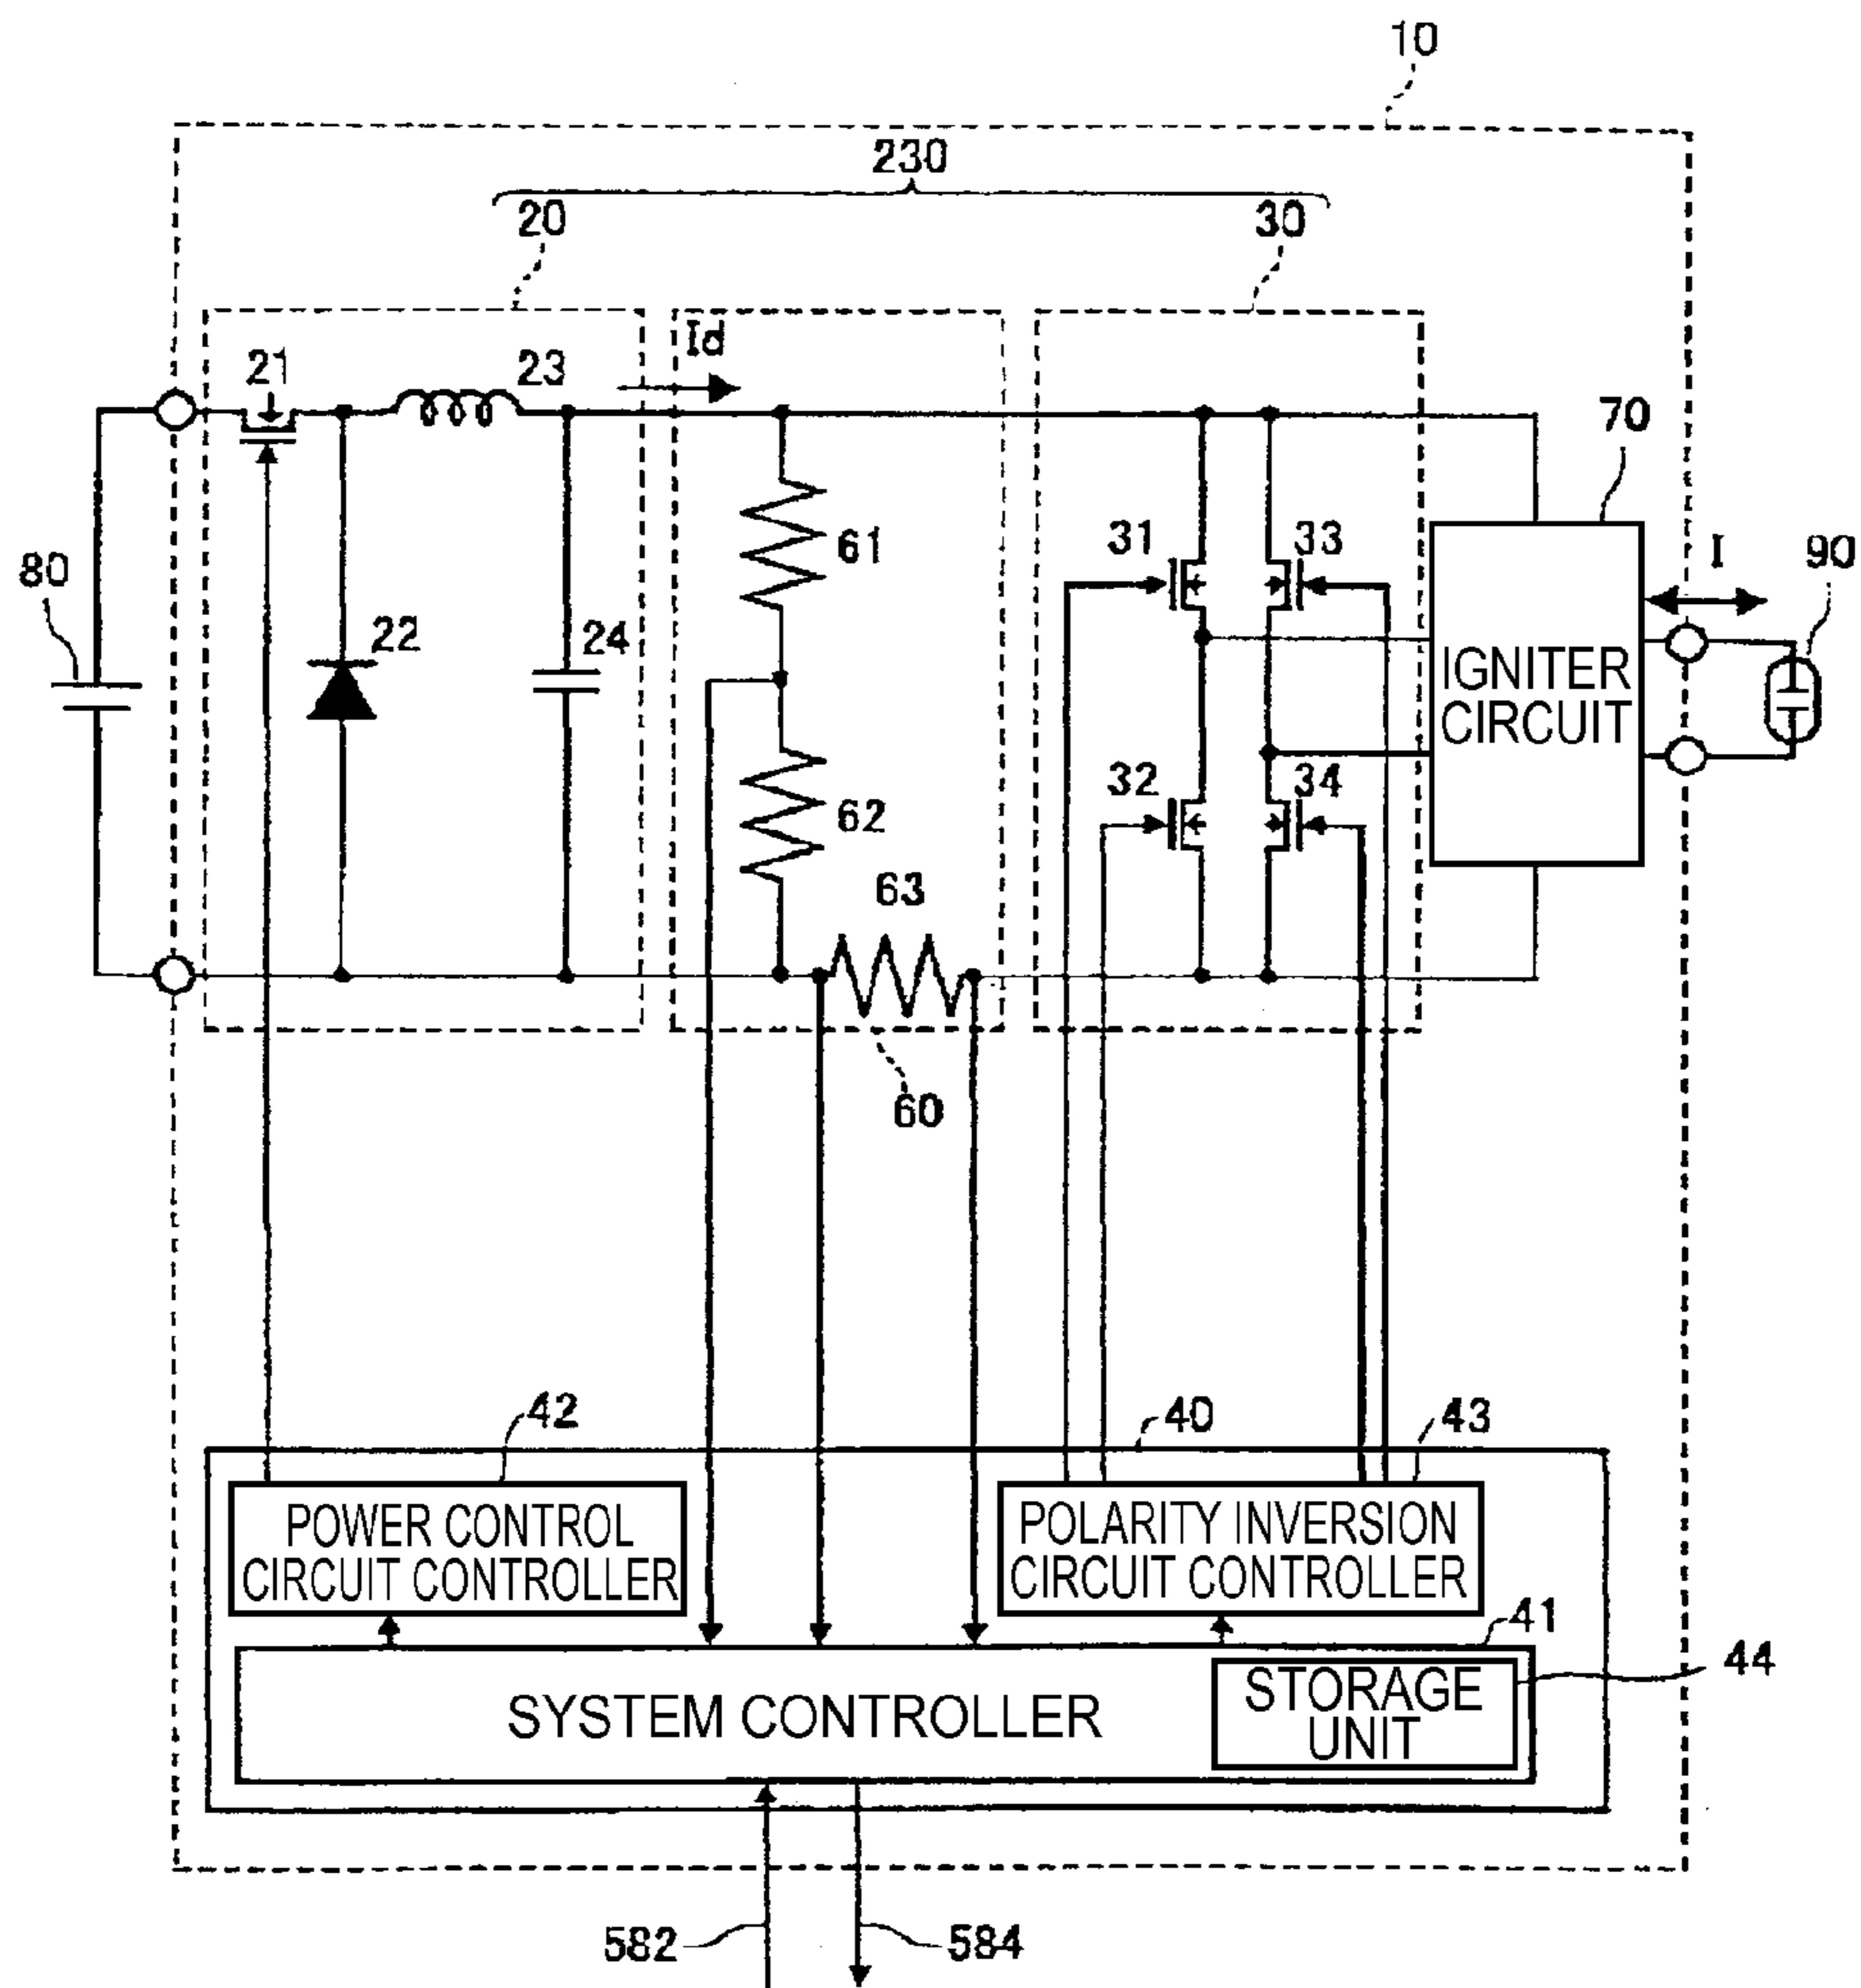 10
230
20
30
Id
21
23
70
31
33
61
I
90
80
22
24
IGNITER
CIRCUIT
32
34
62
63
60
42
40
43
POWER CONTROL
CIRCUIT CONTROLLER
POLARITY INVERSION
CIRCUIT CONTROLLER
41
44
SYSTEM CONTROLLER
STORAGE
UNIT
582
584